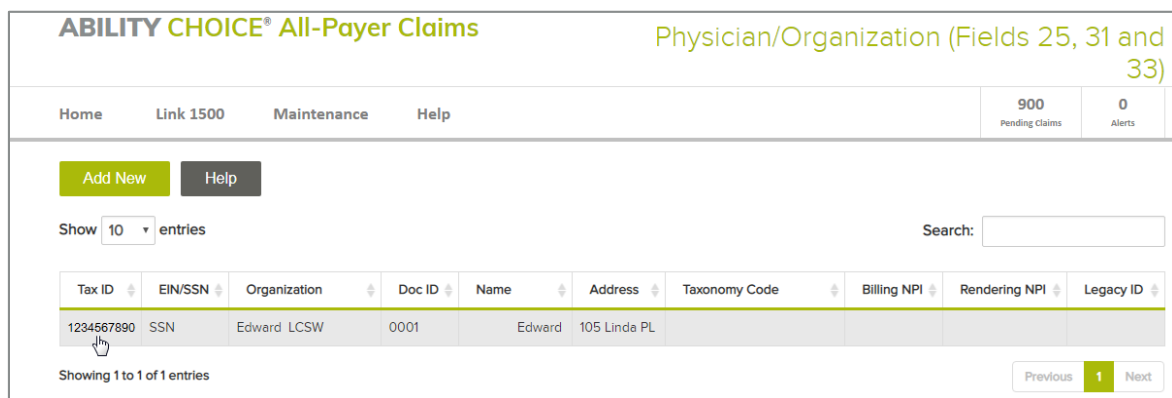 ABILITY CHOICE® All-Payer Claims
Physician/Organization (Fields 25, 31 and
33)
Home Link 1500 Maintenance Help
900 0
Pending Claims Alerts
Add New Help
Show 10 entries Search:
Tax ID EIN/SSN Organization Doc ID Name Address Taxonomy Code Billing NPI Rendering NPI Legacy ID
1234567890 SSN Edward LCSW 0001 Edward 105 Linda PL
Showing 1 to 1 of 1 entries
Previous 1 Next